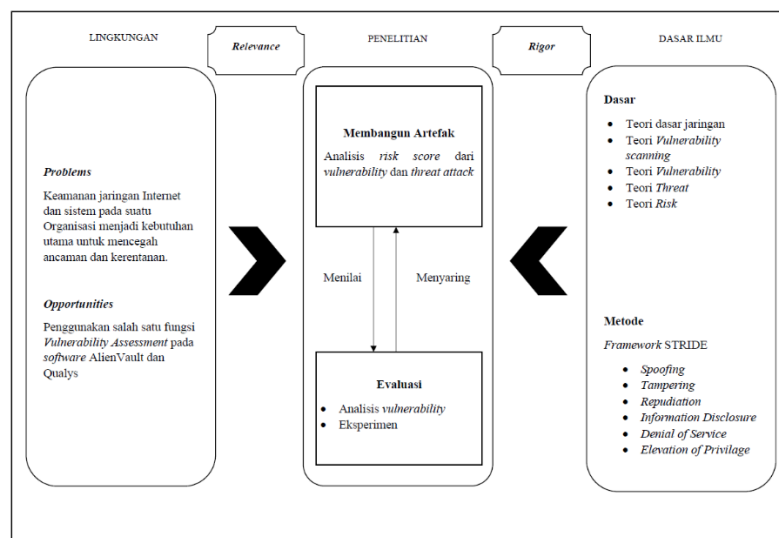 LINGKUNGAN
Relevance
PENELITIAN
Rigor
DASAR ILMU
Problems
Keamanan jaringan Internet
dan sistem pada suatu
Organisasi menjadi kebutuhan
utama untuk mencegah
ancaman dan kerentanan.
Opportunities
Penggunakan salah satu fungsi
Vulnerability Assessment pada
software AlienVault dan
Qualys
Membangun Artefak
Analisis risk score dari
vulnerability dan threat attack
Menilai
Menyaring
Evaluasi
• Analisis vulnerability
• Eksperimen
Dasar
• Teori dasar jaringan
• Teori Vulnerability
scanning
• Teori Vulnerability
• Teori Threat
• Teori Risk
Metode
Framework STRIDE
• Spoofing
• Tampering
• Repudiation
• Information Disclosure
• Denial of Service
• Elevation of Privilage